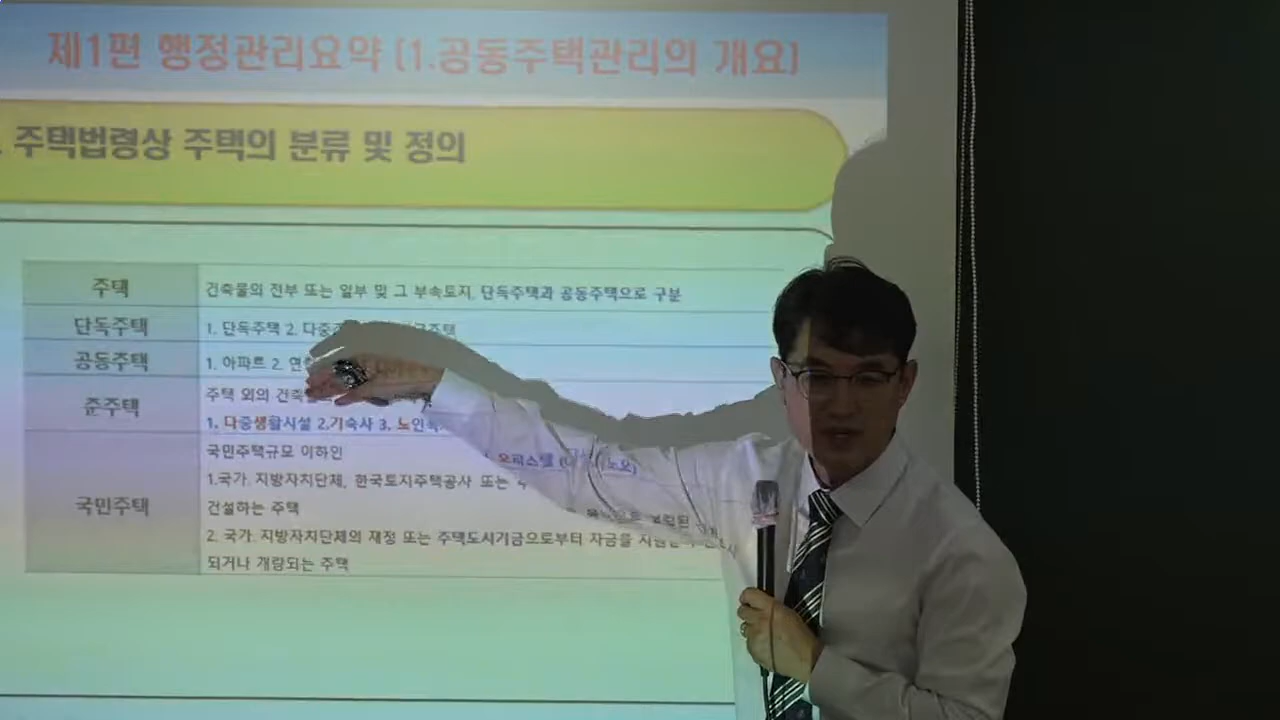 제1편 행정관리요약 [1.공동주택관리의 개요]
. 주택법령상 주택의 분류 및 정의
주택
건축물의 전부 또는 일부 및 그 부속토지, 단독주택과 공동주택으로 구분
단독주택
1. 단독주택 2. 다중
공동주택
1. 아파트 2.
준주택
주택 외의
1. 다중생활시설 2.기숙사 3.
오피스텔
국민주택
국민주택규모 이하인
1.국가. 지방자치단체, 한국토지주택공사 또는
건설하는 주택
2. 국가. 지방자치단체의 재정 또는 주택도시기금으로부터 자금을
되거나 개량되는 주택